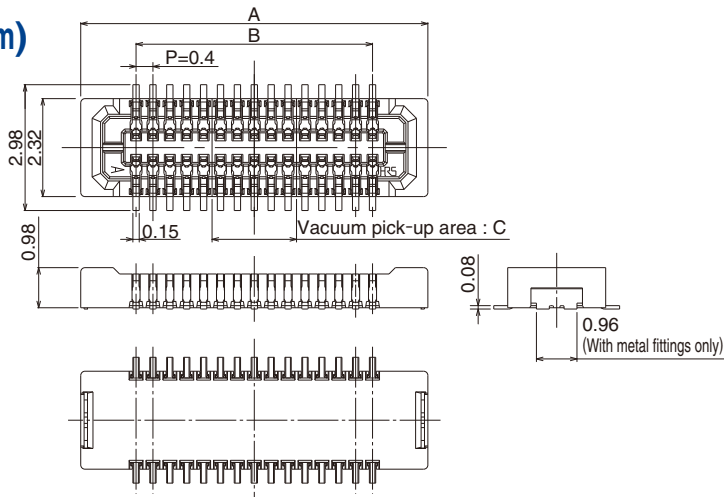 m)
A
B
P=0.4
2.98
2.32
A
HRS
0.15
Vacuum pick-up area : C
0.98
0.08
0.96
(With metal fittings only)